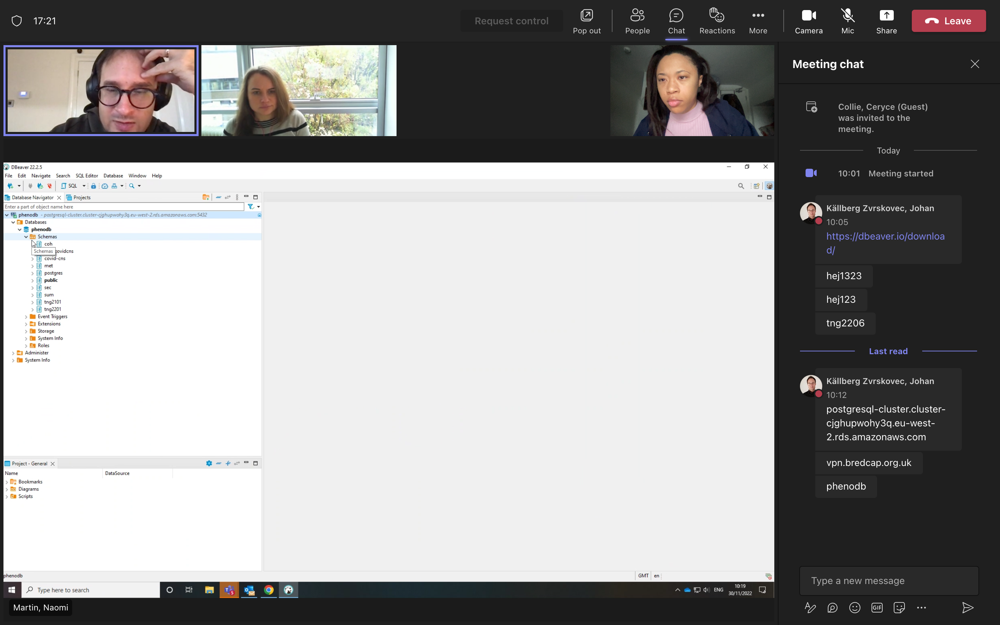 17:21
Request control
Pop out
People
Chat
Reactions
More
Camera
Mic
Share
Leave
Meeting chat
Collie, Ceryce (Guest)
was invited to the
meeting.
Today
10:01 Meeting started
Källberg Zvrskovec, Johan
10:05
https://dbeaver.io/downloa
d/
hej1323
hej123
tng2206
Last read
Källberg Zvrskovec, Johan
10:12
postgresql-cluster.cluster-
cjghupwohy3q.eu-west-
2.rds.amazonaws.com
vpn.bredcap.org.uk
phenodb
Type a new message
GIF
DBeaver 22.2.5
File Edit Navigate Search SQL Editor Database Window Help
SQL
Database Navigator
Projects
Enter a part of object name here
phenodb - postgresql-cluster.cluster-cjghupwohy3q.eu-west-2.rds.amazonaws.com:5432
Databases
phenodb
Schemas
coh
Schemas
ovidcns
covid-cns
met
postgres
public
sec
sum
tng2101
tng2201
Event Triggers
Extensions
Storage
System Info
Roles
Administer
System Info
Project - General
Name DataSource
Bookmarks
Diagrams
Scripts
phenodb
GMT en
Type here to search
ENG
10:19
30/11/2022
Martin, Naomi